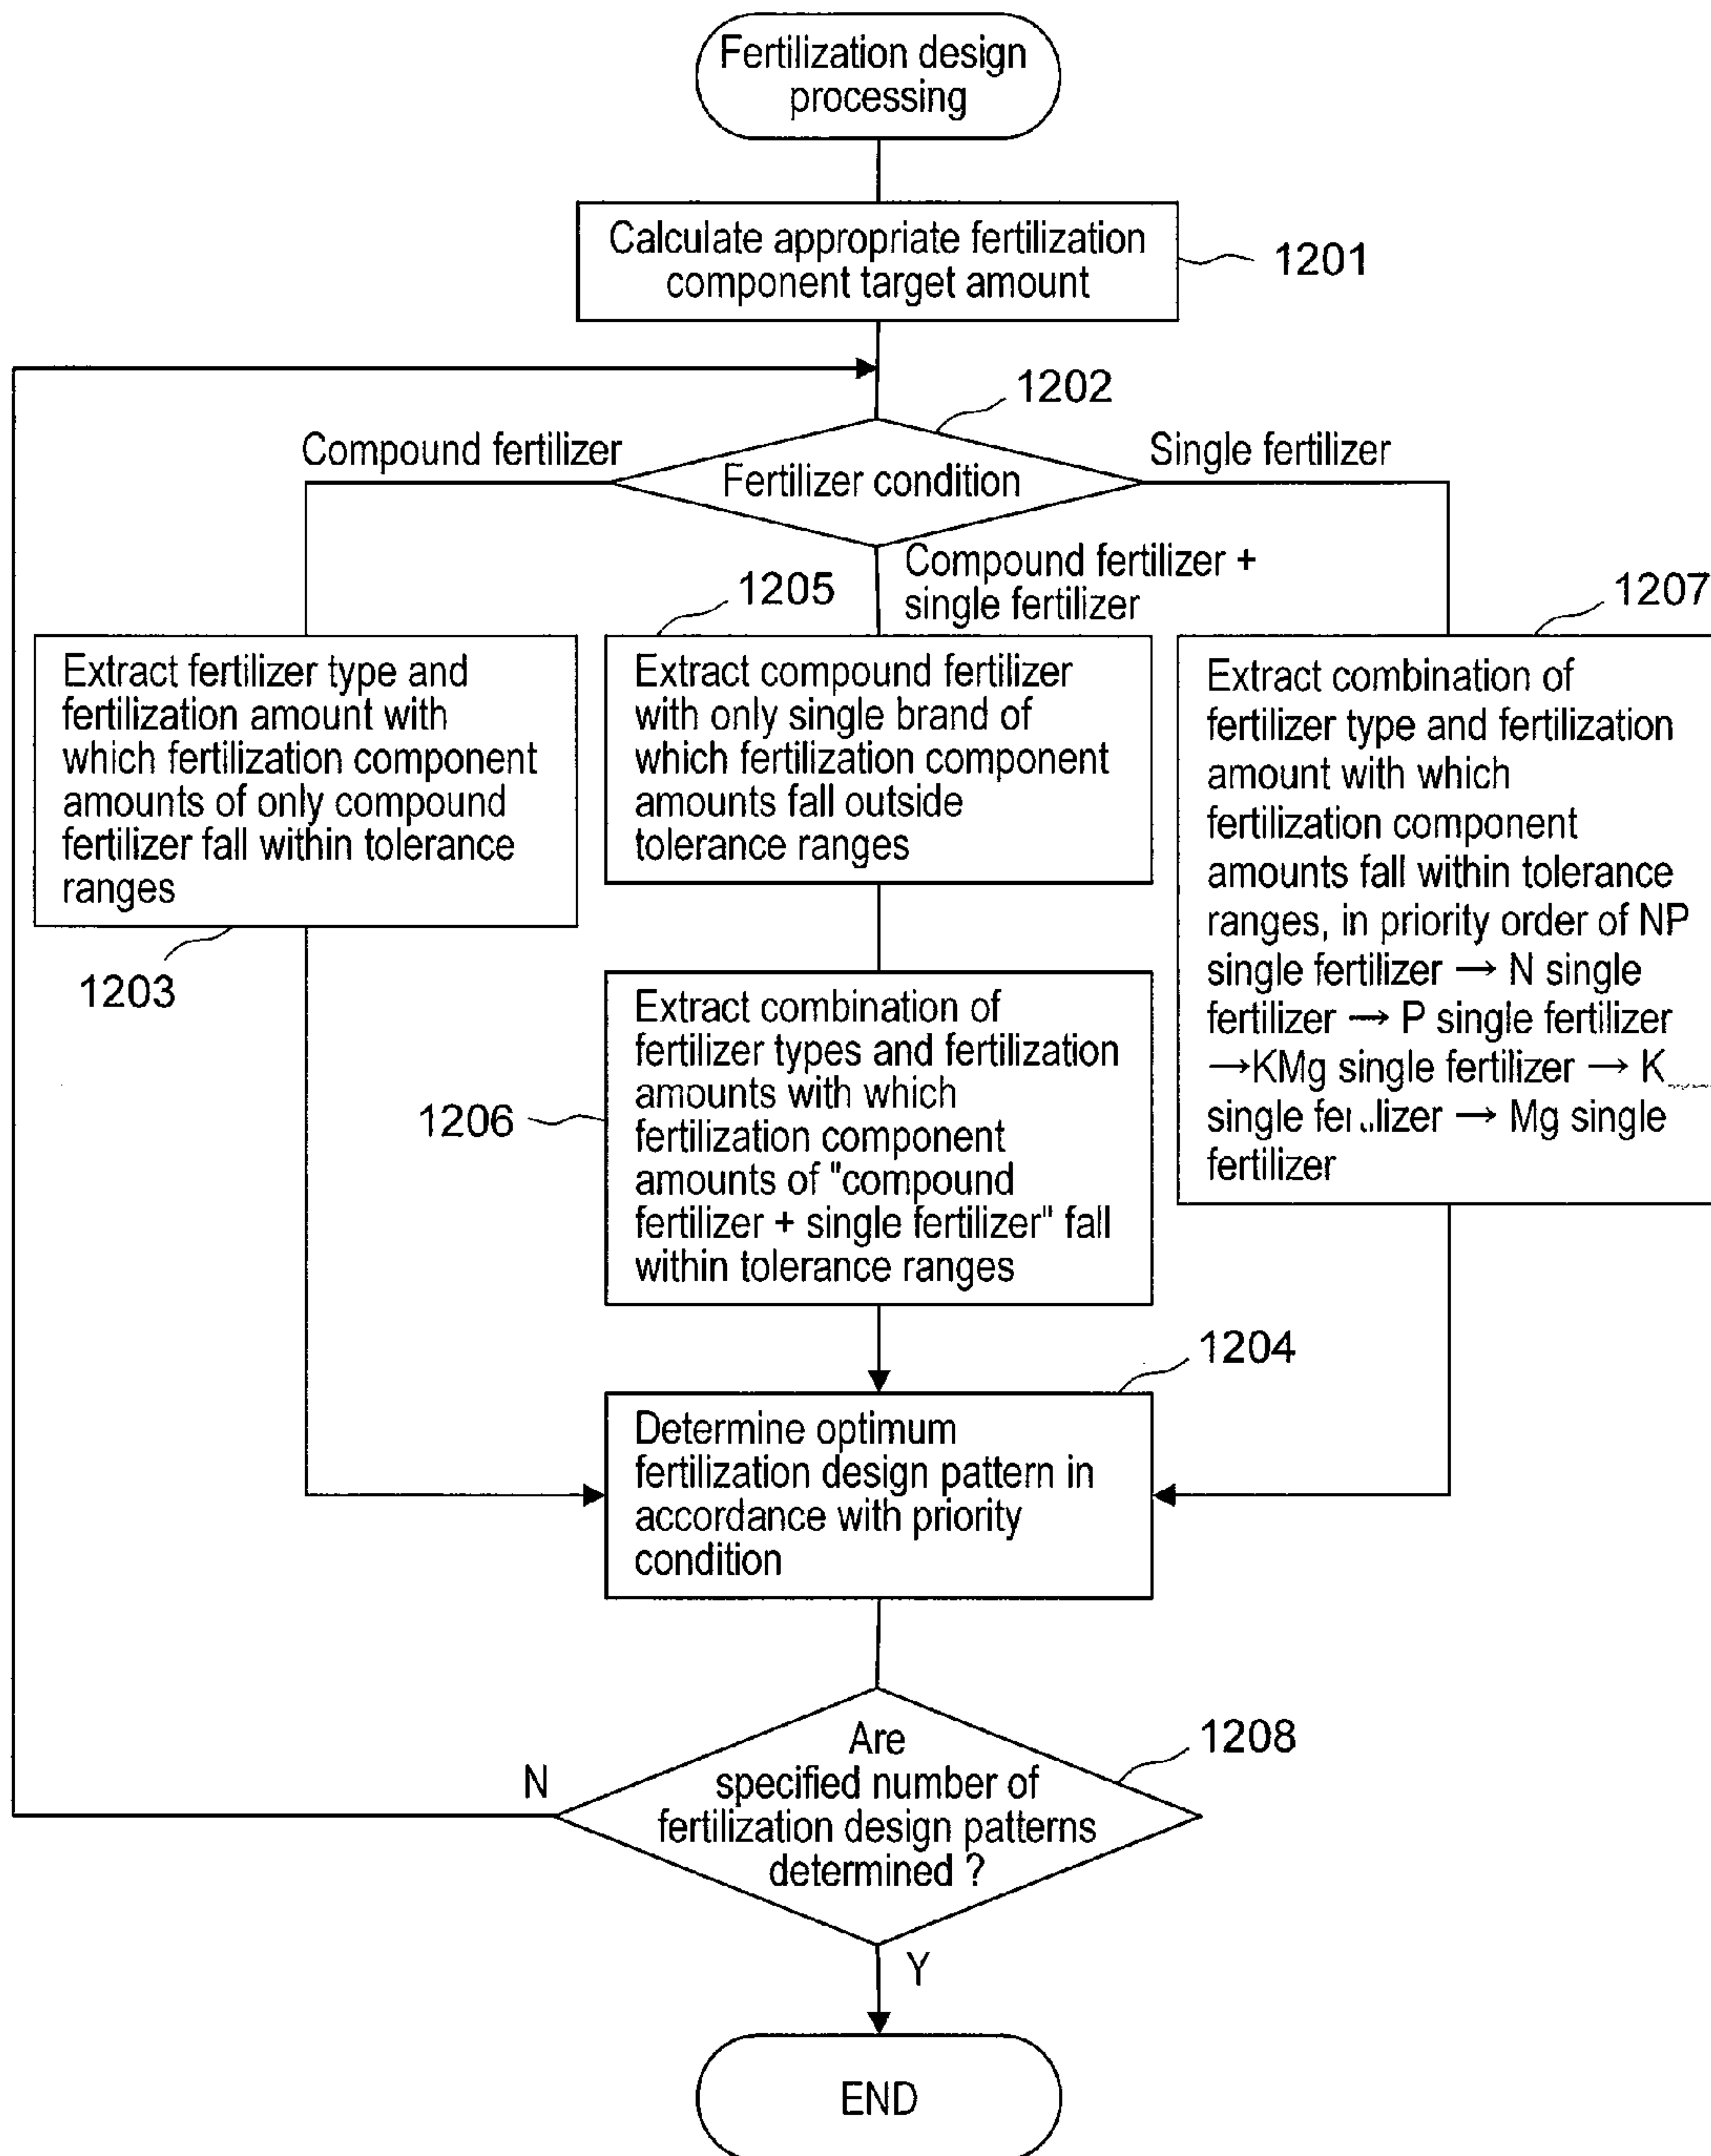 Fertilization design
processing
Calculate appropriate fertilization
component target amount
1201
1202
Compound fertilizer
Single fertilizer
Fertilizer condition
Compound fertilizer +
single fertilizer
1205
1207
Extract fertilizer type and
fertilization amount with
which fertilization component
amounts of only compound
fertilizer fall within tolerance
ranges
1203
Extract compound fertilizer
with only single brand of
which fertilization component
amounts fall outside
tolerance ranges
Extract combination of
fertilizer type and fertilization
amount with which
fertilization component
amounts fall within tolerance
ranges, in priority order of NP
single fertilizer → N single
fertilizer → P single fertilizer
→KMg single fertilizer → K
single → Mg single
fertilizer
Extract combination of
fertilizer types and fertilization
amounts with which
fertilization component
amounts of "compound
fertilizer + single fertilizer" fall
within tolerance ranges
1206
1204
Determine optimum
fertilization design pattern in
accordance with priority
condition
Are
specified number of
fertilization design patterns
determined ?
1208
N
Y
END